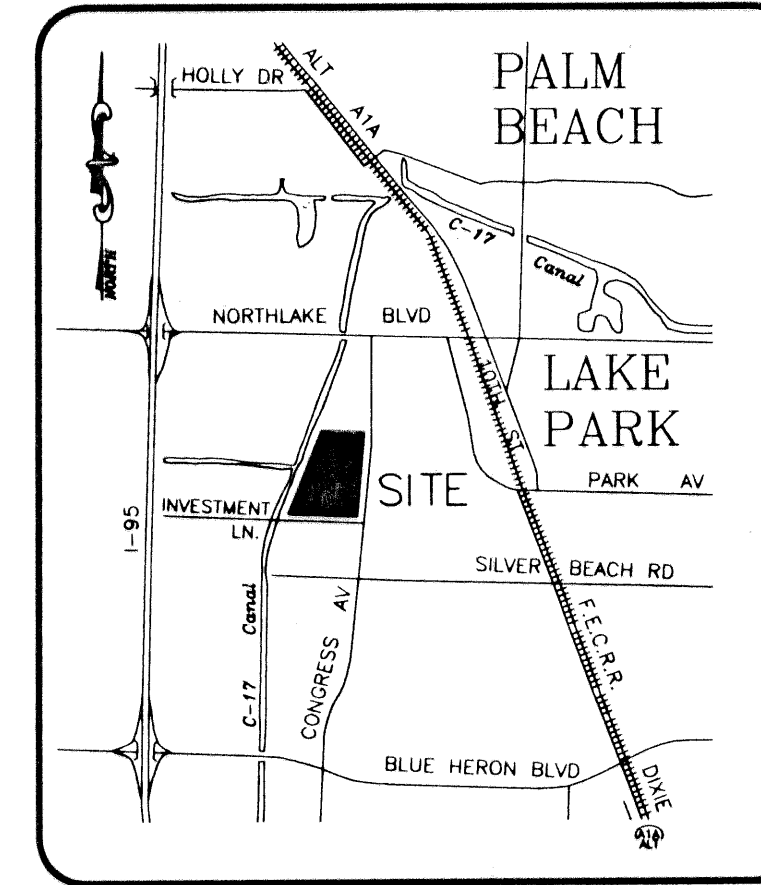 ALT
A1A
HOLLY DR
PALM
BEACH
NORTH
C-17
Canal
NORTHLAKE BLVD
10TH ST
LAKE
PARK
SITE
PARK AV
INVESTMENT
LN.
I-95
SILVER BEACH RD
C-17 Canal
CONGRESS AV
F.E.C.R.R.
BLUE HERON BLVD
DIXIE
A1A
ALT